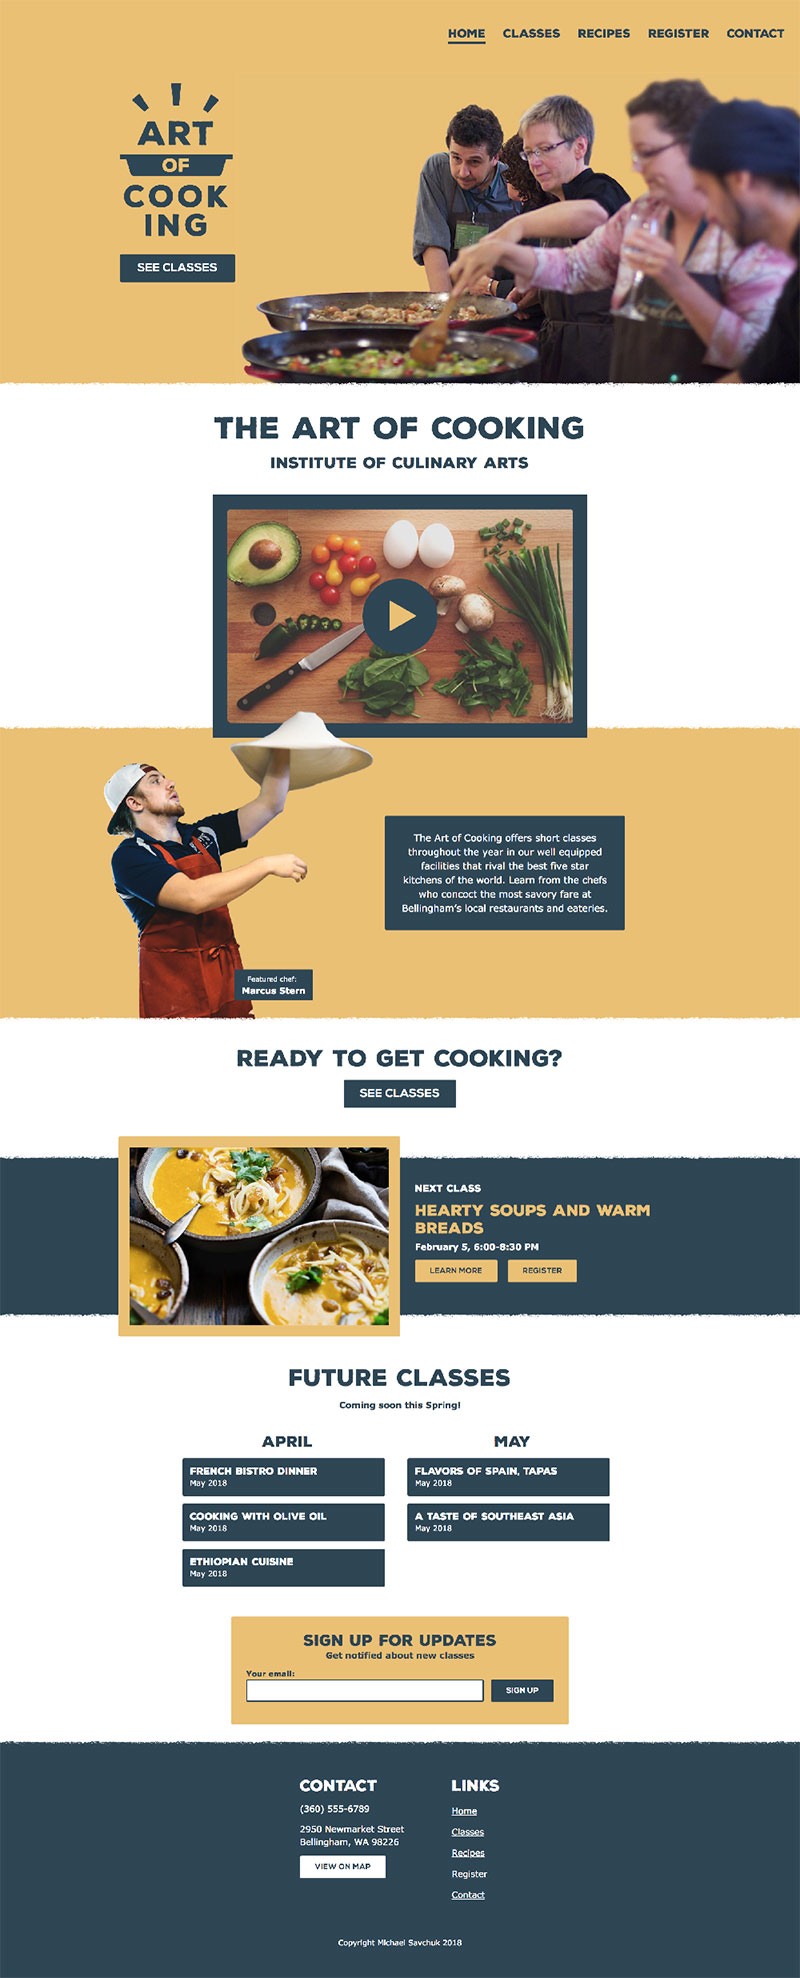 HOME CLASSES RECIPES REGISTER CONTACT
ART
OF
COOK
ING
SEE CLASSES
THE ART OF COOKING
INSTITUTE OF CULINARY ARTS
The Art of Cooking offers short classes
throughout the year in our well equipped
facilities that rival the best five star
kitchens of the world. Learn from the chefs
who concoct the most savory fare at
Bellingham's local restaurants and eateries.
Featured chef:
Marcus Stern
READY TO GET COOKING?
SEE CLASSES
NEXT CLASS
HEARTY SOUPS AND WARM
BREADS
February 5, 6:00-8:30 PM
LEARN MORE REGISTER
FUTURE CLASSES
Coming soon this Spring!
APRIL
FRENCH BISTRO DINNER
May 2018
COOKING WITH OLIVE OIL
May 2018
ETHIOPIAN CUISINE
May 2018
MAY
FLAVORS OF SPAIN, TAPAS
May 2018
A TASTE OF SOUTHEAST ASIA
May 2018
SIGN UP FOR UPDATES
Get notified about new classes
Your email:
SIGN UP
CONTACT
(360) 555-6789
2950 Newmarket Street
Bellingham, WA 98226
VIEW ON MAP
LINKS
Home
Classes
Recipes
Register
Contact
Copyright Michael Savchuk 2018